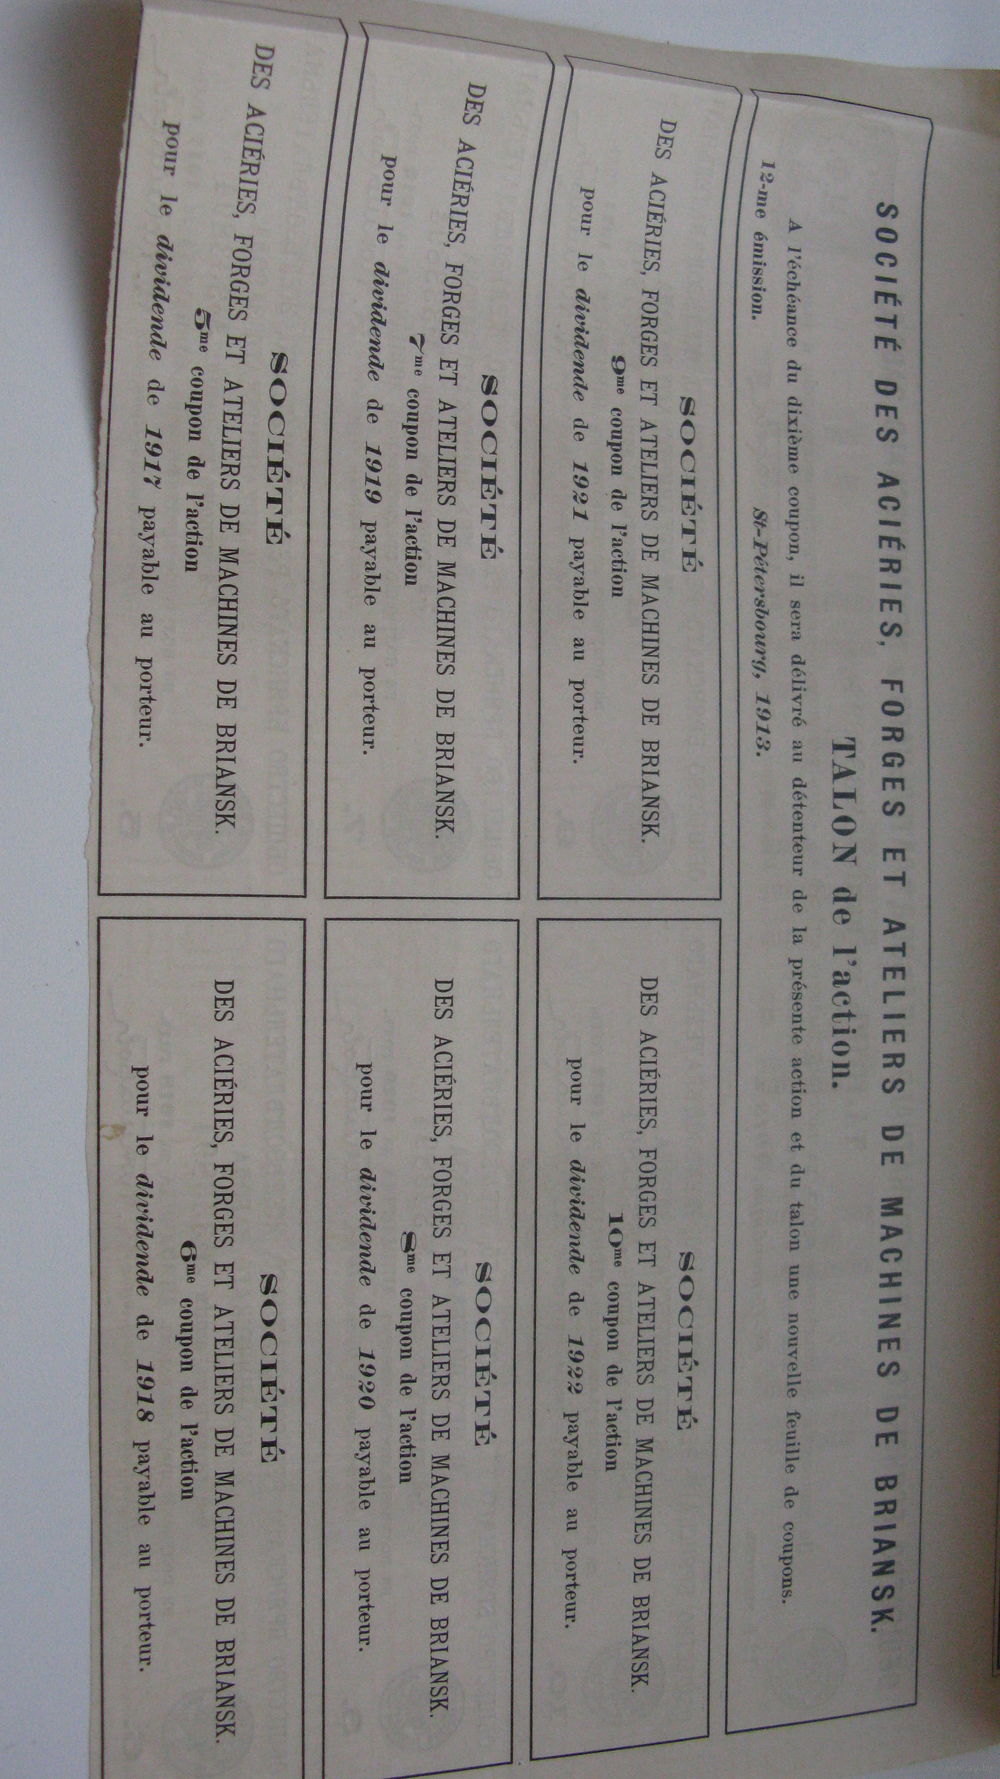 SOCIÉTÉ DES ACIÉRIES, FORGES ET ATELIERS DE MACHINES DE BRIANSK.
TALON de l'action.
A l'échéance du dixième coupon, il sera délivré au détenteur de la présente action et du talon une nouvelle feuille de coupons.
12-me émission. St-Pétersbourg, 1913.
SOCIÉTÉ
DES ACIÉRIES, FORGES ET ATELIERS DE MACHINES DE BRIANSK.
9me coupon de l'action
pour le dividende de 1921 payable au porteur.
SOCIÉTÉ
DES ACIÉRIES, FORGES ET ATELIERS DE MACHINES DE BRIANSK.
10me coupon de l'action
pour le dividende de 1922 payable au porteur.
SOCIÉTÉ
DES ACIÉRIES, FORGES ET ATELIERS DE MACHINES DE BRIANSK.
7me coupon de l'action
pour le dividende de 1919 payable au porteur.
SOCIÉTÉ
DES ACIÉRIES, FORGES ET ATELIERS DE MACHINES DE BRIANSK.
8me coupon de l'action
pour le dividende de 1920 payable au porteur.
SOCIÉTÉ
DES ACIÉRIES, FORGES ET ATELIERS DE MACHINES DE BRIANSK.
5me coupon de l'action
pour le dividende de 1917 payable au porteur.
SOCIÉTÉ
DES ACIÉRIES, FORGES ET ATELIERS DE MACHINES DE BRIANSK.
6me coupon de l'action
pour le dividende de 1918 payable au porteur.